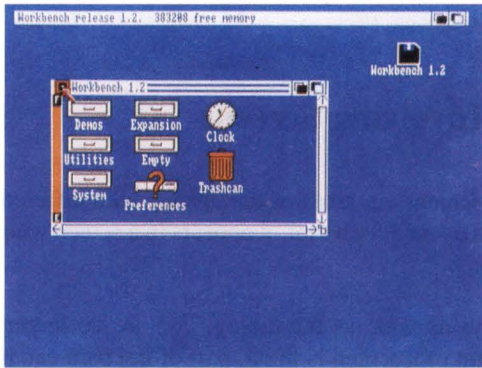 Workbench release 1.2. 383208 free memory
Workbench 1.2
Workbench 1.2
Demos
Expansion
Clock
Utilities
Empty
System
Preferences
Trashcan